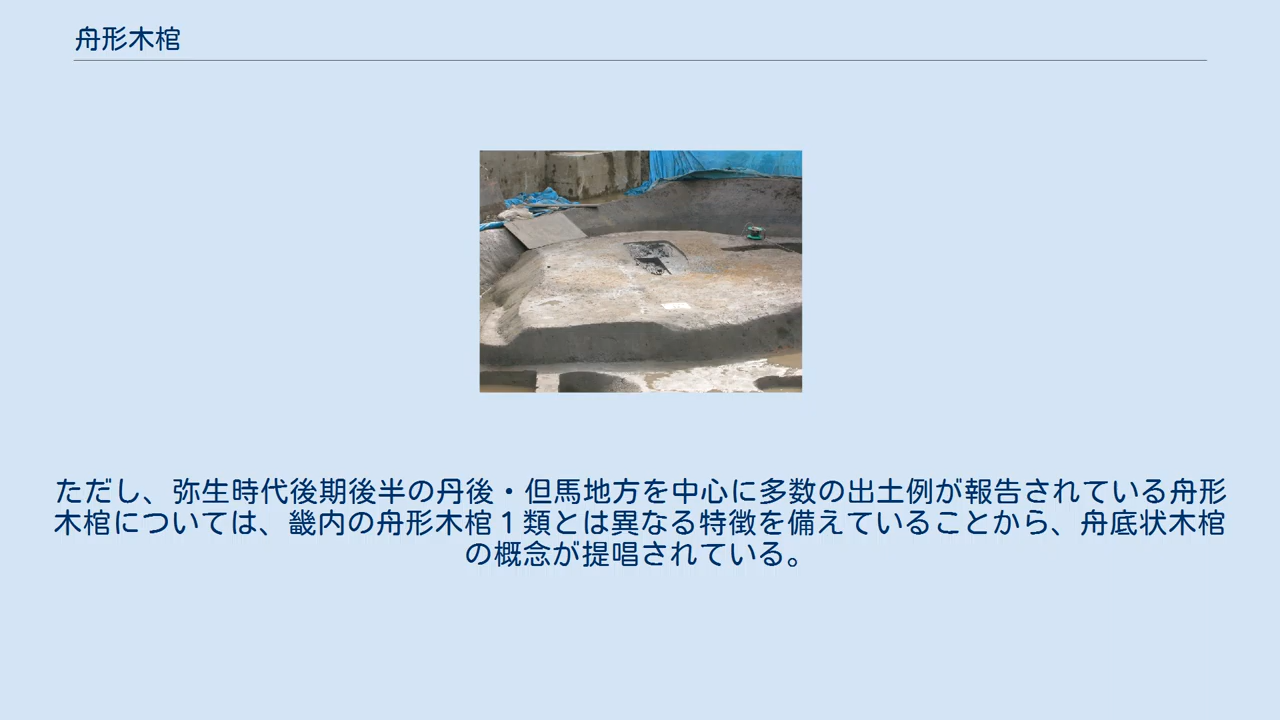 舟形木棺
ただし、弥生時代後期後半の丹後・但馬地方を中心に多数の出土例が報告されている舟形
木棺については、畿内の舟形木棺１類とは異なる特徴を備えていることから、舟底状木棺
の概念が提唱されている。